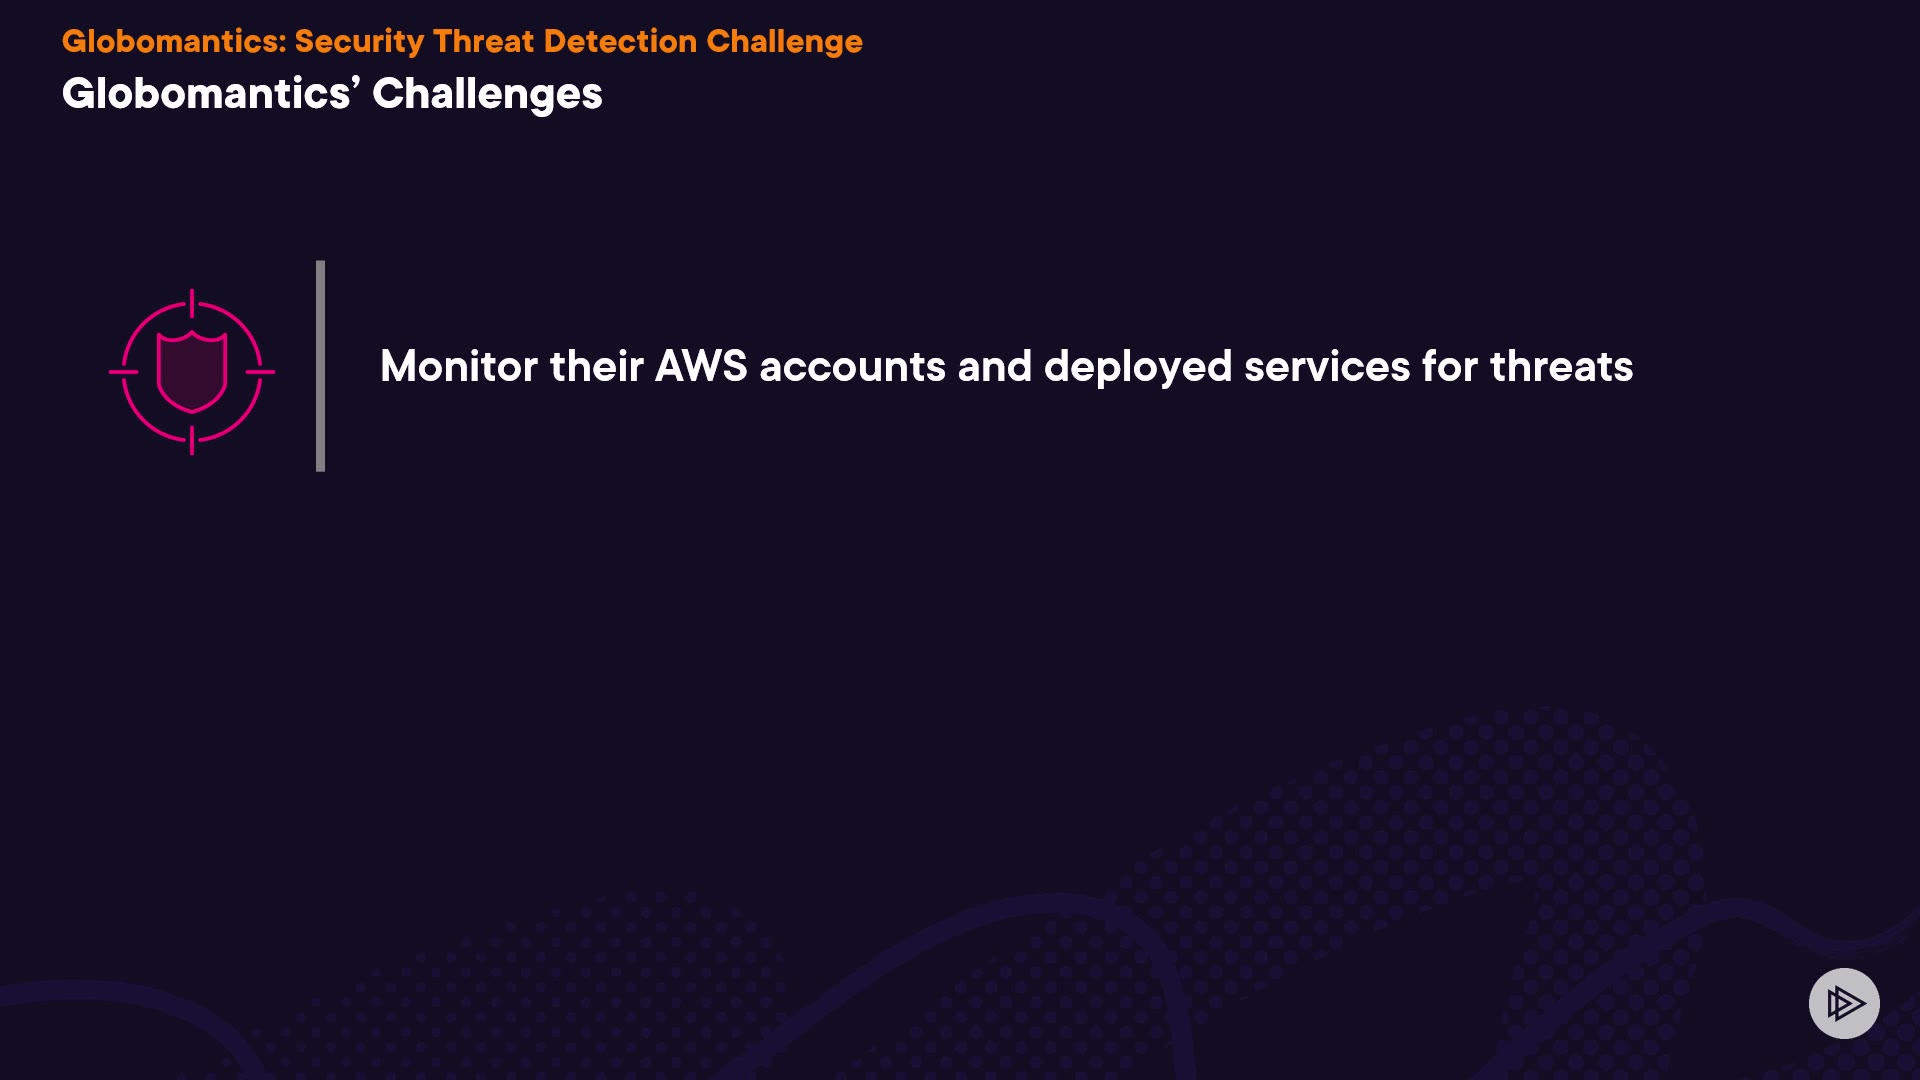 Globomantics: Security Threat Detection Challenge
Globomantics’ Challenges
Monitor their AWS accounts and deployed services for threats